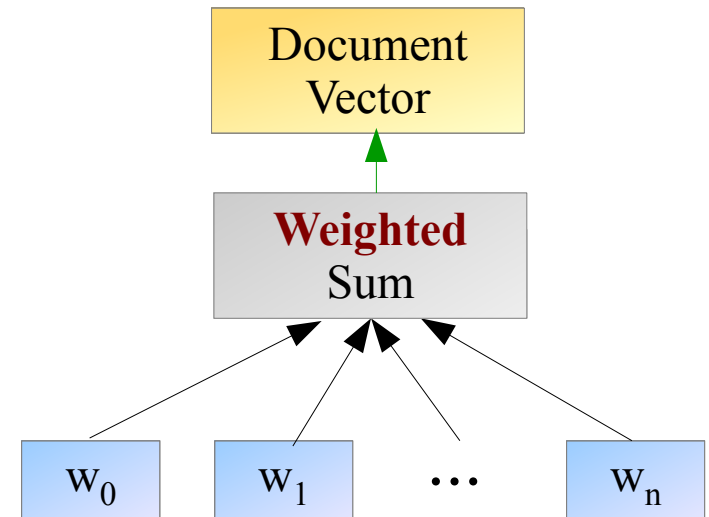 Document
Vector
Weighted
Sum
w₀ w₁ ... wₙ